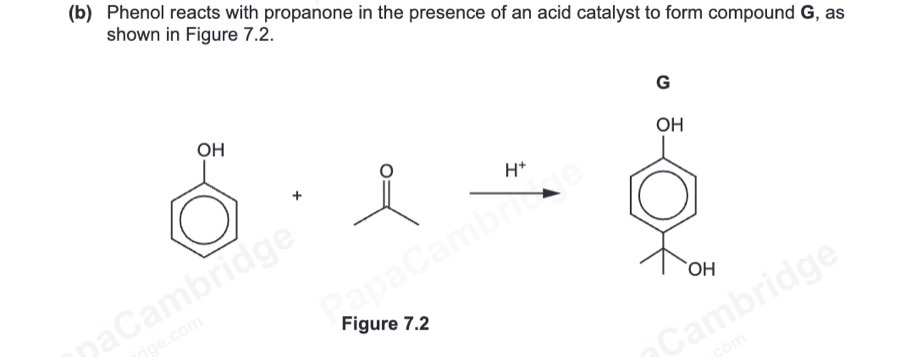 (b) Phenol reacts with propanone in the presence of an acid catalyst to form compound G, as
shown in Figure 7.2.
G
OH
OH
O
H+
+
OH
Figure 7.2
PapaCambridge